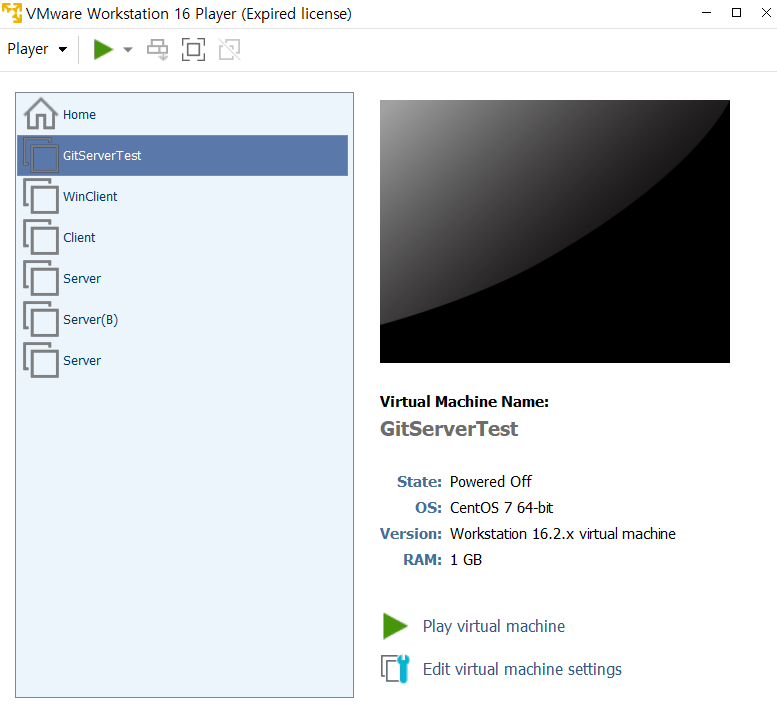 VMware Workstation 16 Player (Expired license)
Player
Home
GitServerTest
WinClient
Client
Server
Server(B)
Server
Virtual Machine Name:
GitServerTest
State: Powered Off
OS: CentOS 7 64-bit
Version: Workstation 16.2.x virtual machine
RAM: 1 GB
Play virtual machine
Edit virtual machine settings